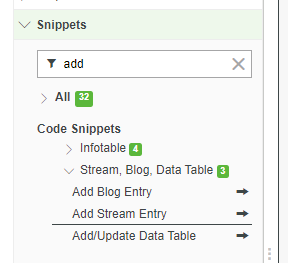 Snippets
add
All 32
Code Snippets
Infotable 4
Stream, Blog, Data Table 3
Add Blog Entry
Add Stream Entry
Add/Update Data Table